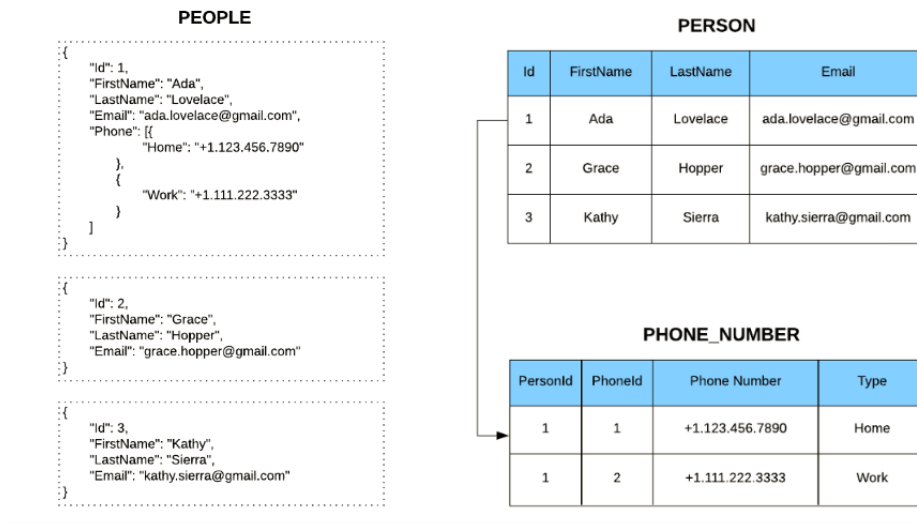 PEOPLE
{
"Id": 1,
"FirstName": "Ada",
"LastName": "Lovelace",
"Email": "ada.lovelace@gmail.com",
"Phone": [{
"Home": "+1.123.456.7890"
},
{
"Work": "+1.111.222.3333"
}
]
}
{
"Id": 2,
"FirstName": "Grace",
"LastName": "Hopper",
"Email": "grace.hopper@gmail.com"
}
{
"Id": 3,
"FirstName": "Kathy",
"LastName": "Sierra",
"Email": "kathy.sierra@gmail.com"
}
PERSON
Id FirstName LastName Email
1 Ada Lovelace ada.lovelace@gmail.com
2 Grace Hopper grace.hopper@gmail.com
3 Kathy Sierra kathy.sierra@gmail.com
PHONE_NUMBER
PersonId PhoneId Phone Number Type
1 1 +1.123.456.7890 Home
1 2 +1.111.222.3333 Work